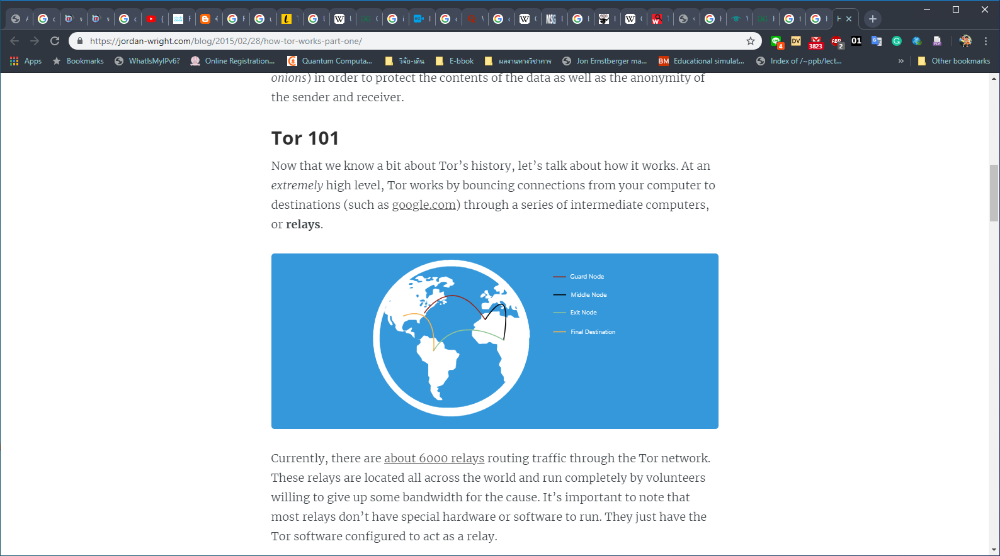 https://jordan-wright.com/blog/2015/02/28/how-tor-works-part-one/
4
DV
3823
ABD
2
01
PDF
Apps
Bookmarks
WhatIsMyIPv6?
Online Registration...
Quantum Computa...
วิจัย-เดิน
E-bbok
ผลงานทางวิชาการ
Jon Ernstberger ma...
BM
Educational simulat...
Index of /~ppb/lect...
»
Other bookmarks
onions) in order to protect the contents of the data as well as the anonymity of
the sender and receiver.
Tor 101
Now that we know a bit about Tor’s history, let’s talk about how it works. At an
extremely high level, Tor works by bouncing connections from your computer to
destinations (such as google.com) through a series of intermediate computers,
or relays.
Guard Node
Middle Node
Exit Node
Final Destination
Currently, there are about 6000 relays routing traffic through the Tor network.
These relays are located all across the world and run completely by volunteers
willing to give up some bandwidth for the cause. It’s important to note that
most relays don’t have special hardware or software to run. They just have the
Tor software configured to act as a relay.